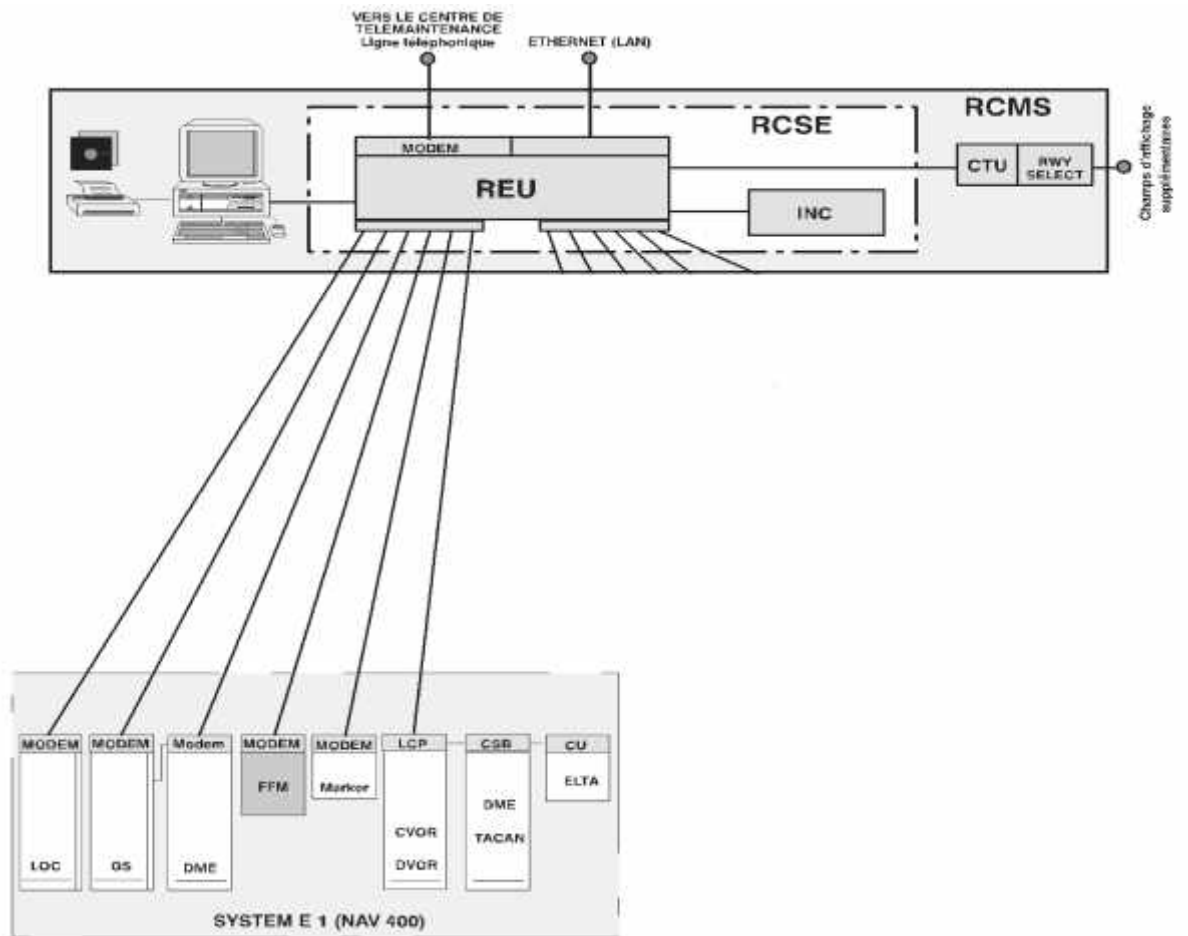 VERS LE CENTRE DE
TELEMAINTENANCE
Ligne téléphonique
ETHERNET (LAN)
RCMS
RCSE
MODEM
REU
CTU
RWY
SELECT
INC
Champs d'affichage
supplémentaires
MODEM
MODEM
Modem
MODEM
MODEM
LCP
CSB
CU
FFM
Marker
ELTA
DME
CVOR
TACAN
LOC
GS
DME
DVOR
SYSTEM E 1 (NAV 400)